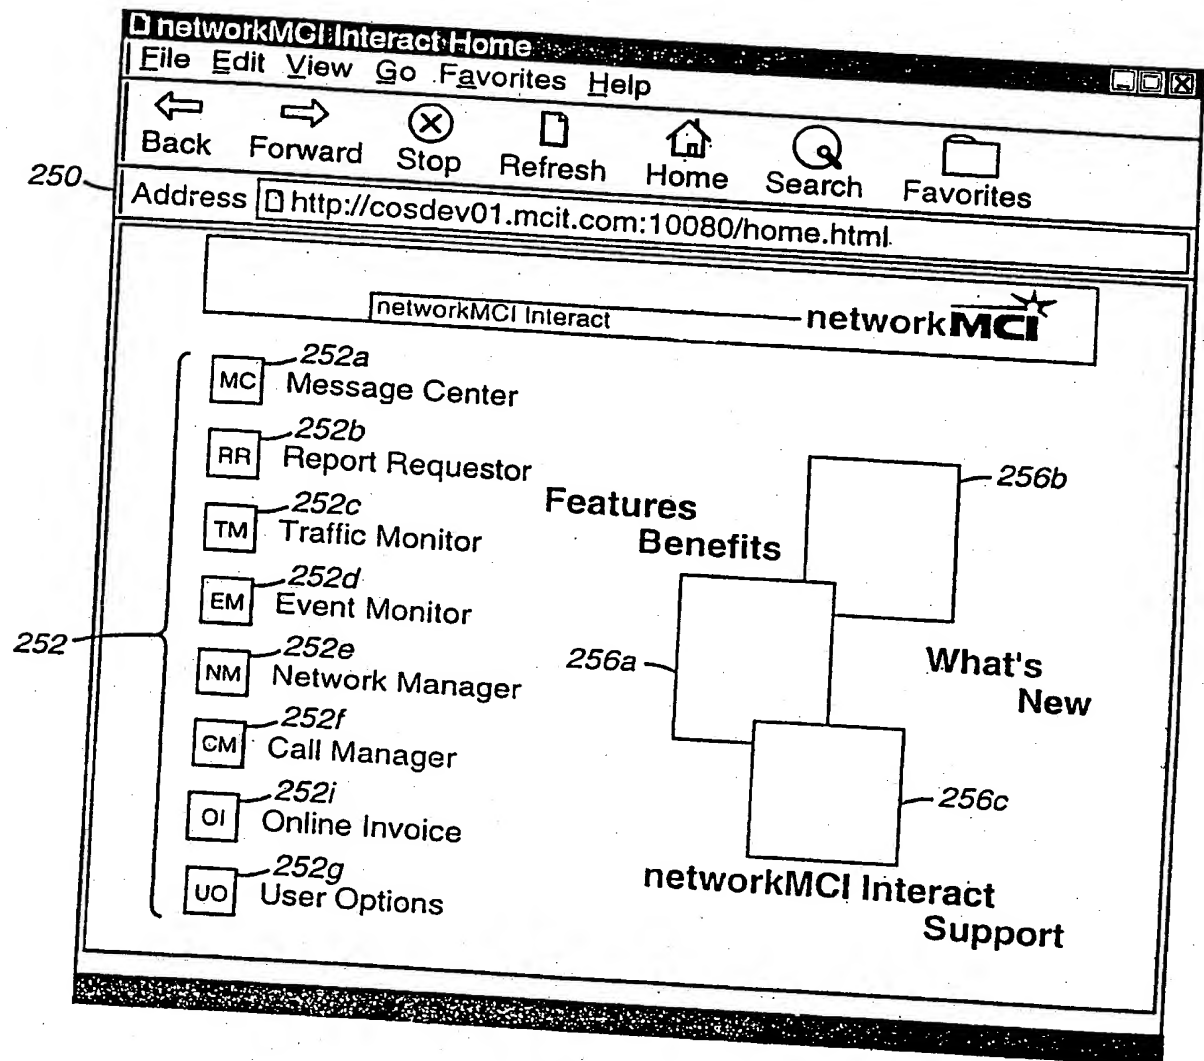 networkMCI Interact Home
File Edit View Go Favorites Help
Back Forward Stop Refresh Home Search Favorites
250
Address http://cosdev01.mcit.com:10080/home.html
networkMCI Interact networkMCI
252
MC 252a Message Center
RR 252b Report Requestor
TM 252c Traffic Monitor
EM 252d Event Monitor
NM 252e Network Manager
CM 252f Call Manager
OI 252i Online Invoice
UO 252g User Options
Features
Benefits
256b
256a
What's
New
256c
networkMCI Interact
Support